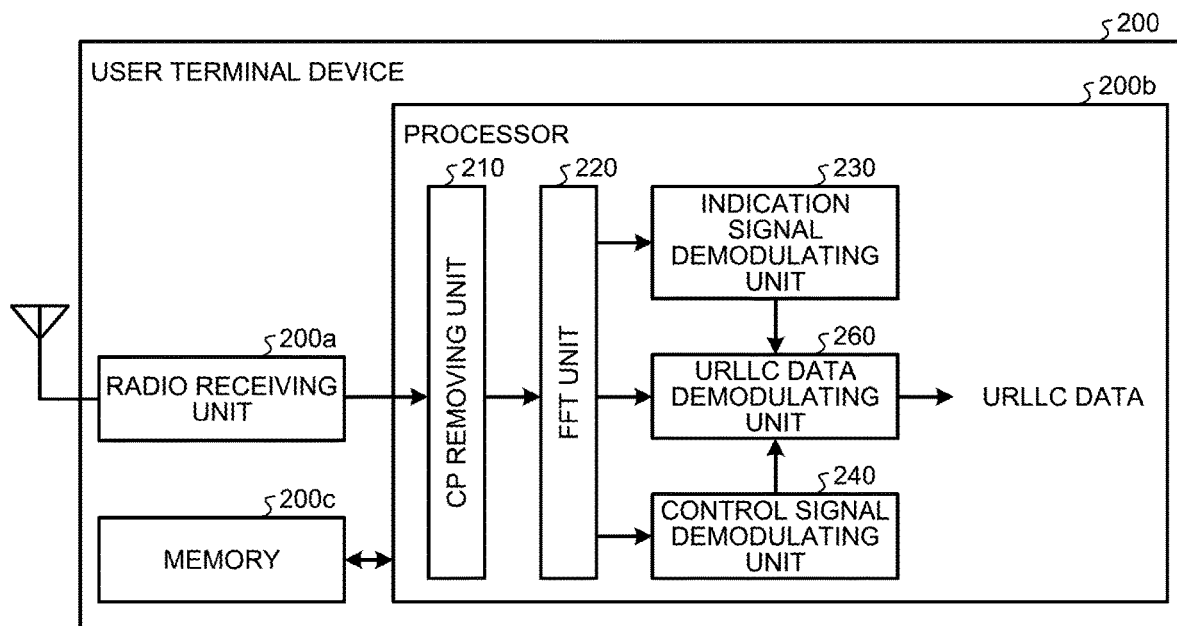 200
USER TERMINAL DEVICE
200b
PROCESSOR
210
220
230
INDICATION
SIGNAL
DEMODULATING
UNIT
CP REMOVING UNIT
FFT UNIT
200a
RADIO RECEIVING
UNIT
260
URLLC DATA
DEMODULATING
UNIT
URLLC DATA
200c
MEMORY
240
CONTROL SIGNAL
DEMODULATING
UNIT